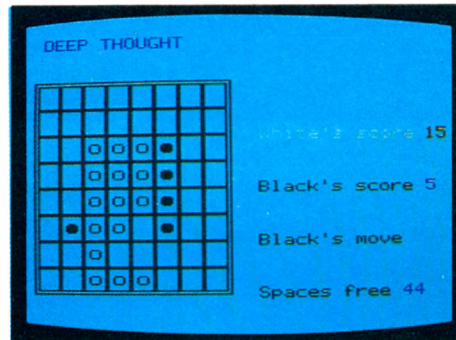 DEEP THOUGHT
White's score 15
Black's score 5
Black's move
Spaces free 44